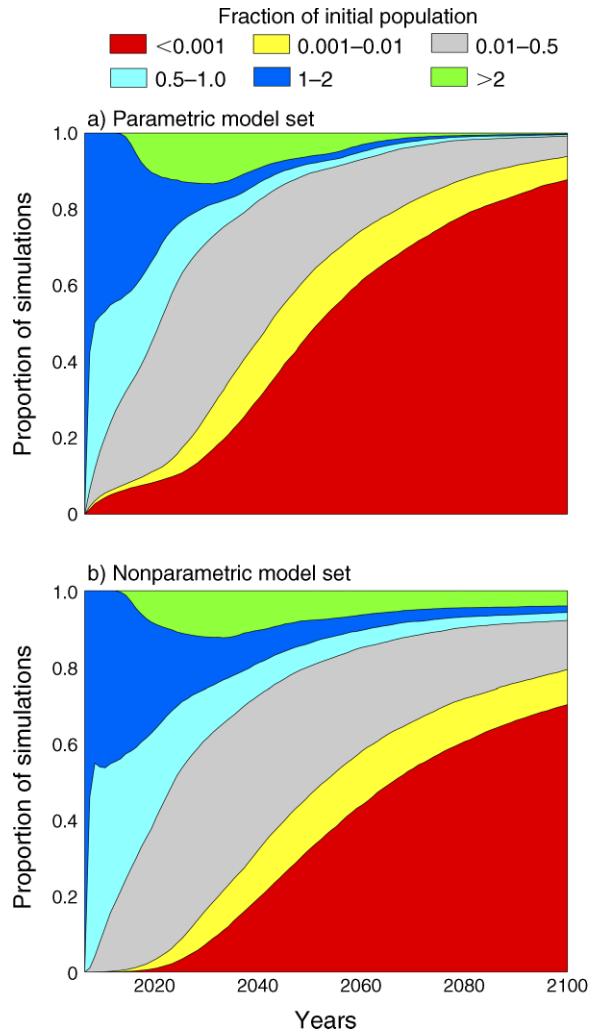 Fraction of initial population
<0.001 0.001–0.01 0.01–0.5
0.5–1.0 1–2 >2
a) Parametric model set
1.0
0.8
0.6
0.4
0.2
0
Proportion of simulations
b) Nonparametric model set
1.0
0.8
0.6
0.4
0.2
0
Proportion of simulations
2020 2040 2060 2080 2100
Years